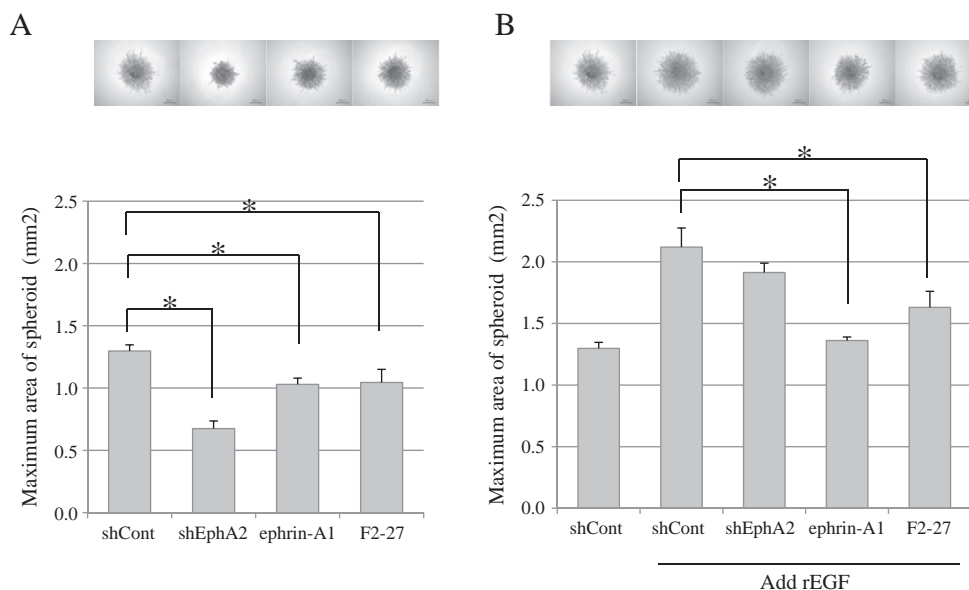 A
B
*
*
*
*
*
Maximum area of spheroid (mm2)
2.5
2.0
1.5
1.0
0.5
0.0
shCont shEphA2 ephrin-A1 F2-27
Maximum area of spheroid (mm2)
2.5
2.0
1.5
1.0
0.5
0.0
shCont shCont shEphA2 ephrin-A1 F2-27
Add rEGF